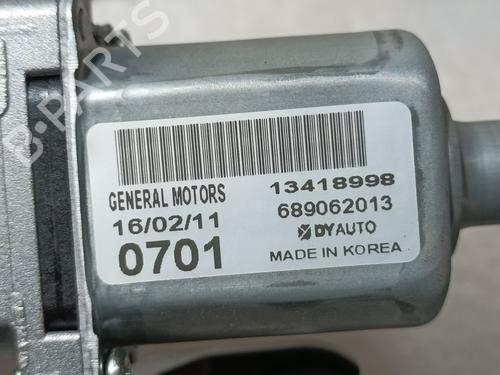 B-PARTS
GENERAL MOTORS 13418998
16/02/11 689062013
0701 DYAUTO
MADE IN KOREA